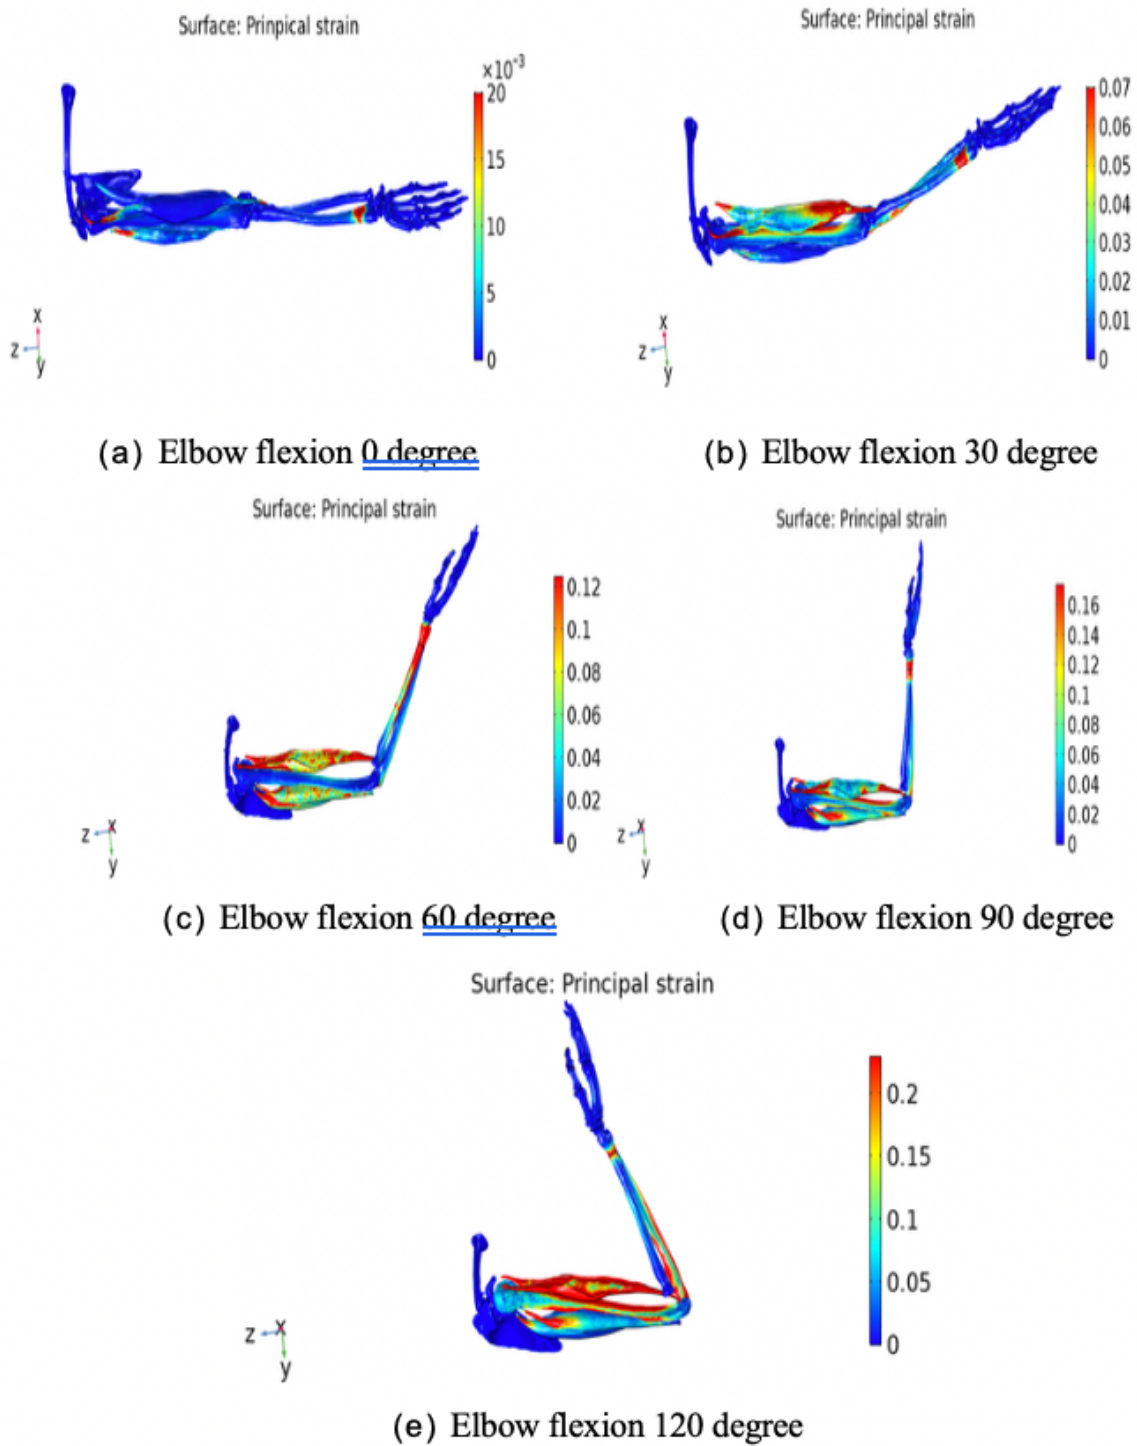 Surface: Prinpical strain
×10⁻³
20
15
10
5
0
x
z
y
(a) Elbow flexion 0 degree
Surface: Principal strain
0.07
0.06
0.05
0.04
0.03
0.02
0.01
0
x
z
y
(b) Elbow flexion 30 degree
Surface: Principal strain
0.12
0.1
0.08
0.06
0.04
0.02
0
z x
y
(c) Elbow flexion 60 degree
Surface: Principal strain
0.16
0.14
0.12
0.1
0.08
0.06
0.04
0.02
0
z x
y
(d) Elbow flexion 90 degree
Surface: Principal strain
0.2
0.15
0.1
0.05
0
z x
y
(e) Elbow flexion 120 degree